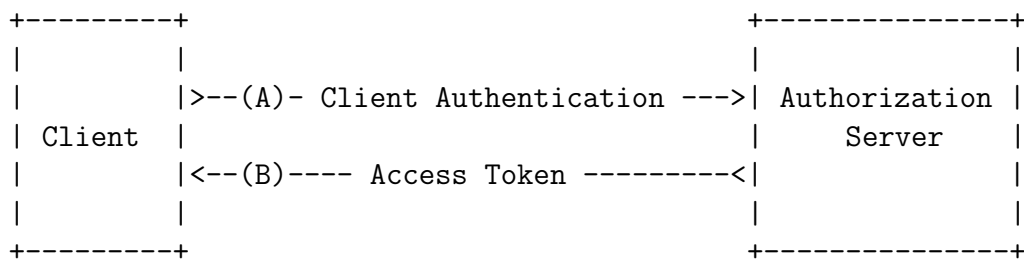 +---------+                                  +---------------+
|         |                                  |               |
|         |>--(A)- Client Authentication --->| Authorization |
| Client  |                                  |     Server    |
|         |<--(B)---- Access Token ---------<|               |
|         |                                  |               |
+---------+                                  +---------------+